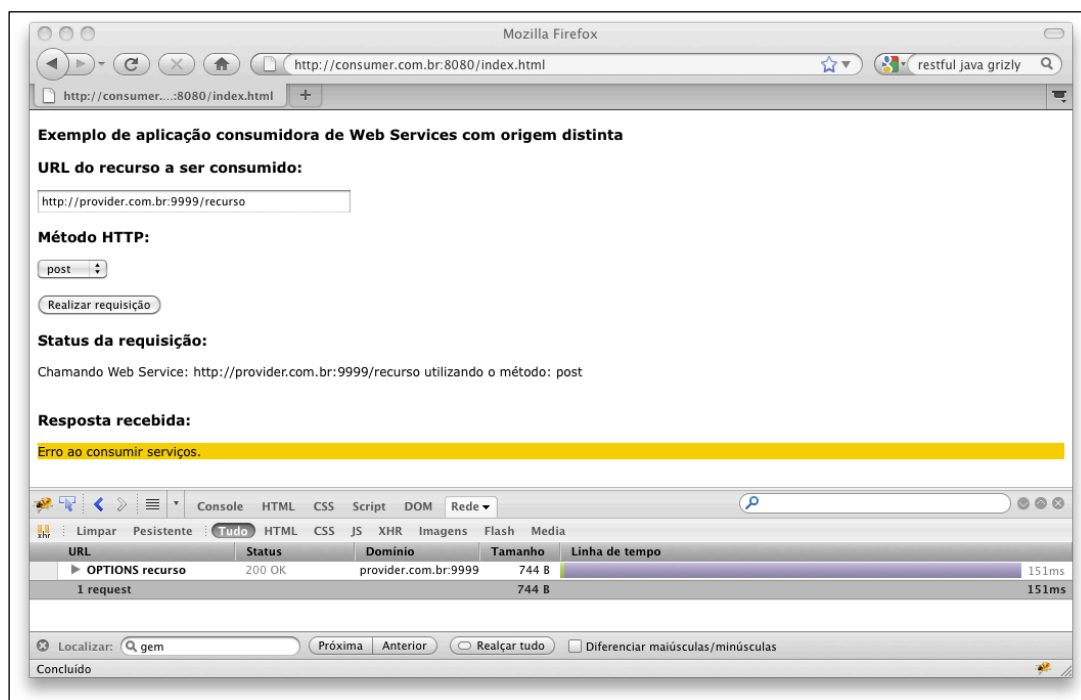 Mozilla Firefox
http://consumer.com.br:8080/index.html
restful java grizly
http://consumer....:8080/index.html
+
Exemplo de aplicação consumidora de Web Services com origem distinta
URL do recurso a ser consumido:
http://provider.com.br:9999/recurso
Método HTTP:
post
Realizar requisição
Status da requisição:
Chamando Web Service: http://provider.com.br:9999/recurso utilizando o método: post
Resposta recebida:
Erro ao consumir serviços.
Console HTML CSS Script DOM Rede
xhr Limpar Pesistente Tudo HTML CSS JS XHR Imagens Flash Media
URL Status Domínio Tamanho Linha de tempo
OPTIONS recurso 200 OK provider.com.br:9999 744 B 151ms
1 request 744 B 151ms
Localizar: gem Próxima Anterior Realçar tudo Diferenciar maiúsculas/minúsculas
Concluído